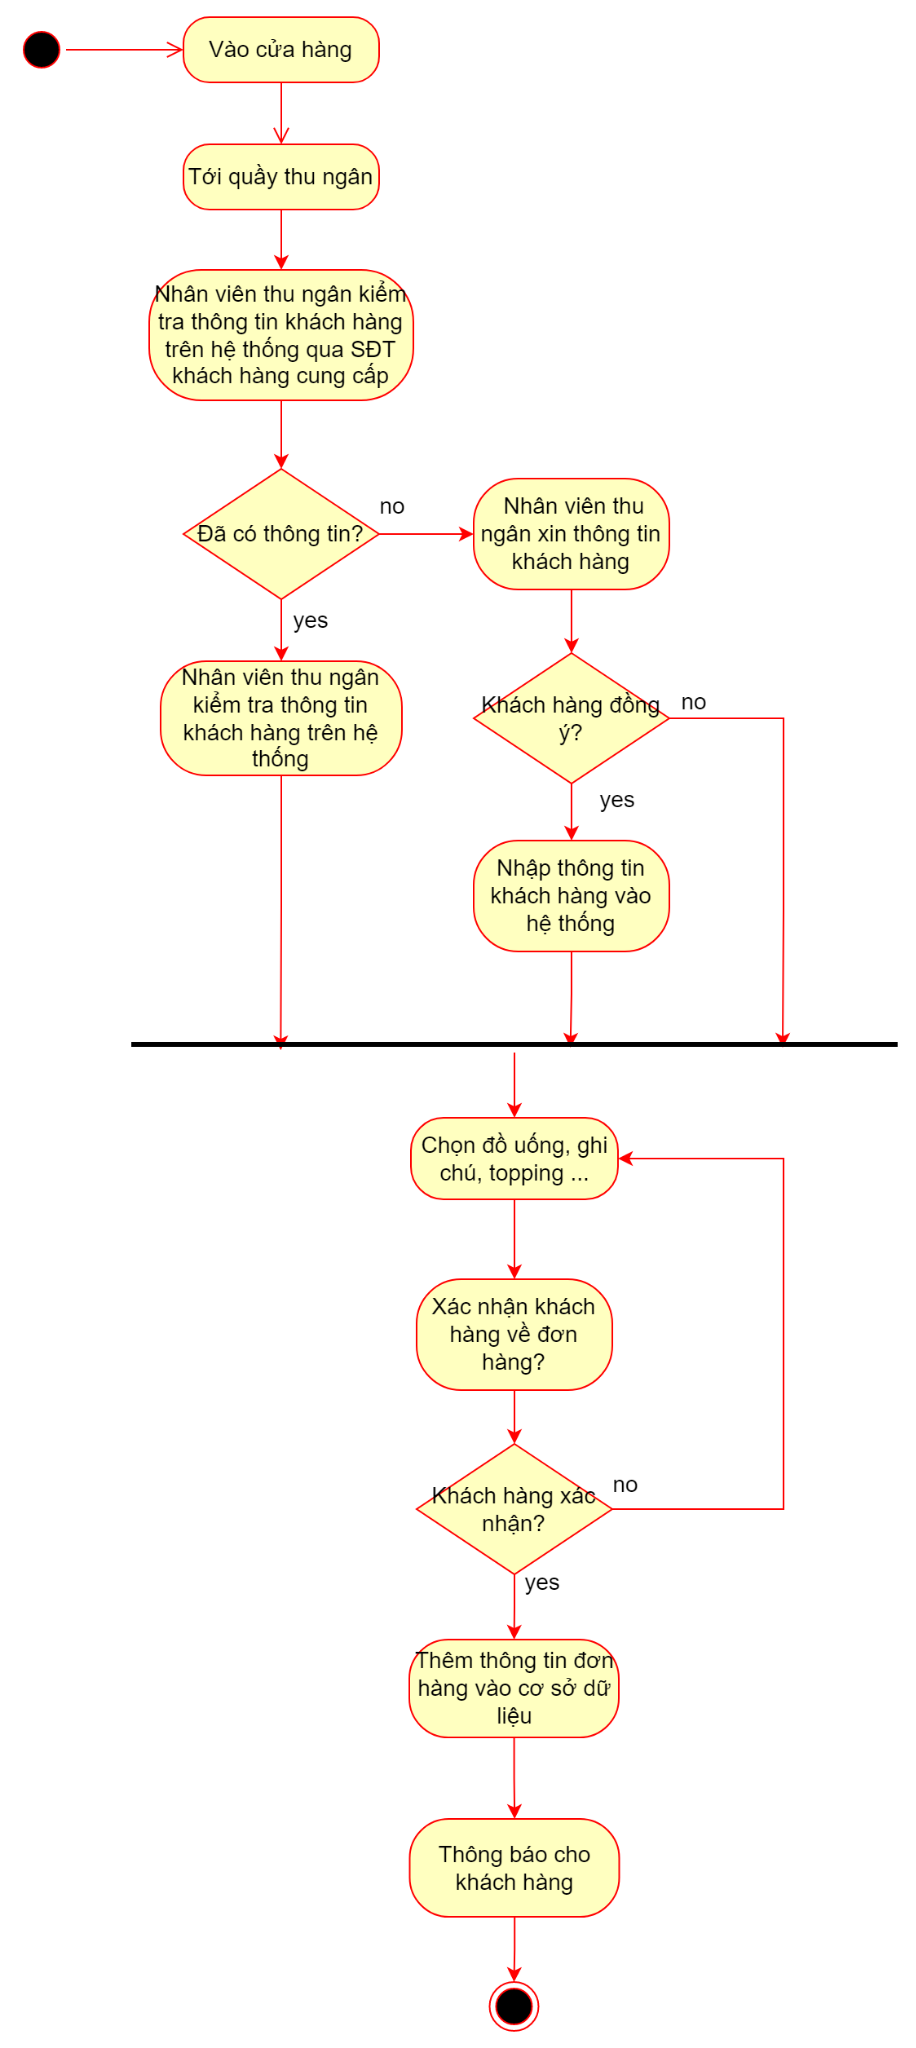 Vào cửa hàng
Tới quầy thu ngân
Nhân viên thu ngân kiểm
tra thông tin khách hàng
trên hệ thống qua SĐT
khách hàng cung cấp
Đã có thông tin?
no
Nhân viên thu
ngân xin thông tin
khách hàng
yes
Nhân viên thu ngân
kiểm tra thông tin
khách hàng trên hệ
thống
Khách hàng đồng
ý?
no
yes
Nhập thông tin
khách hàng vào
hệ thống
Chọn đồ uống, ghi
chú, topping ...
Xác nhận khách
hàng về đơn
hàng?
Khách hàng xác
nhận?
no
yes
Thêm thông tin đơn
hàng vào cơ sở dữ
liệu
Thông báo cho
khách hàng